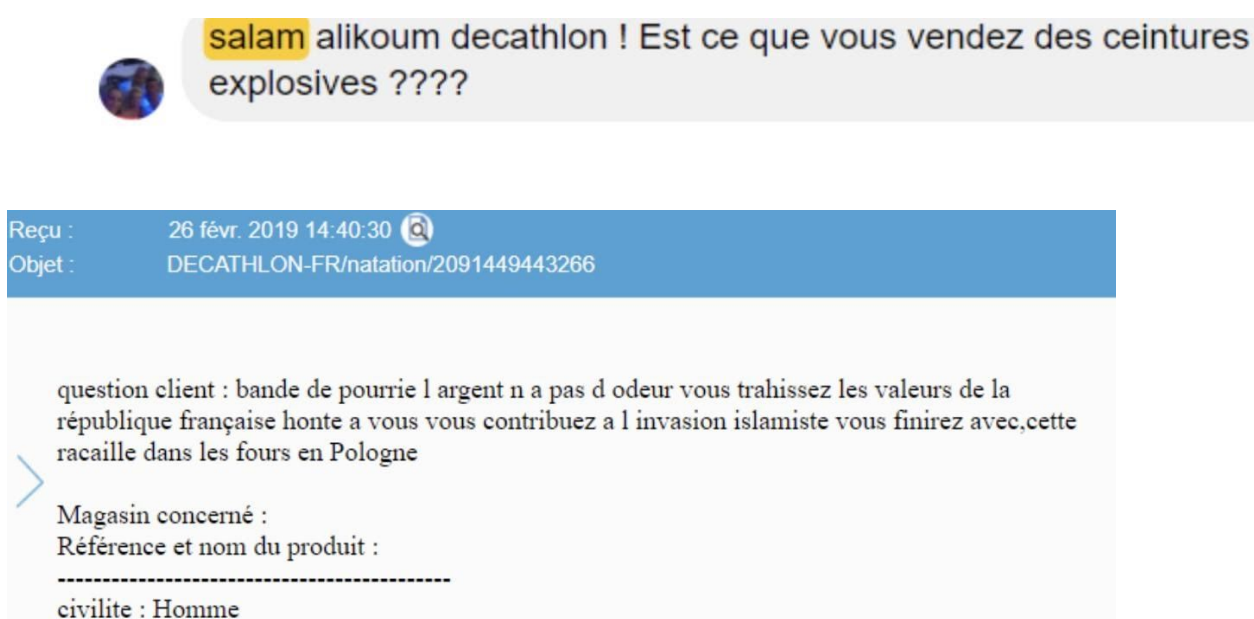 salam alikoum decathlon ! Est ce que vous vendez des ceintures
explosives ????
Reçu : 26 févr. 2019 14:40:30
Objet : DECATHLON-FR/natation/2091449443266
question client : bande de pourrie l argent n a pas d odeur vous trahissez les valeurs de la
république française honte a vous vous contribuez a l invasion islamiste vous finirez avec,cette
racaille dans les fours en Pologne
Magasin concerné :
Référence et nom du produit :
--------------------------------------------
civilite : Homme